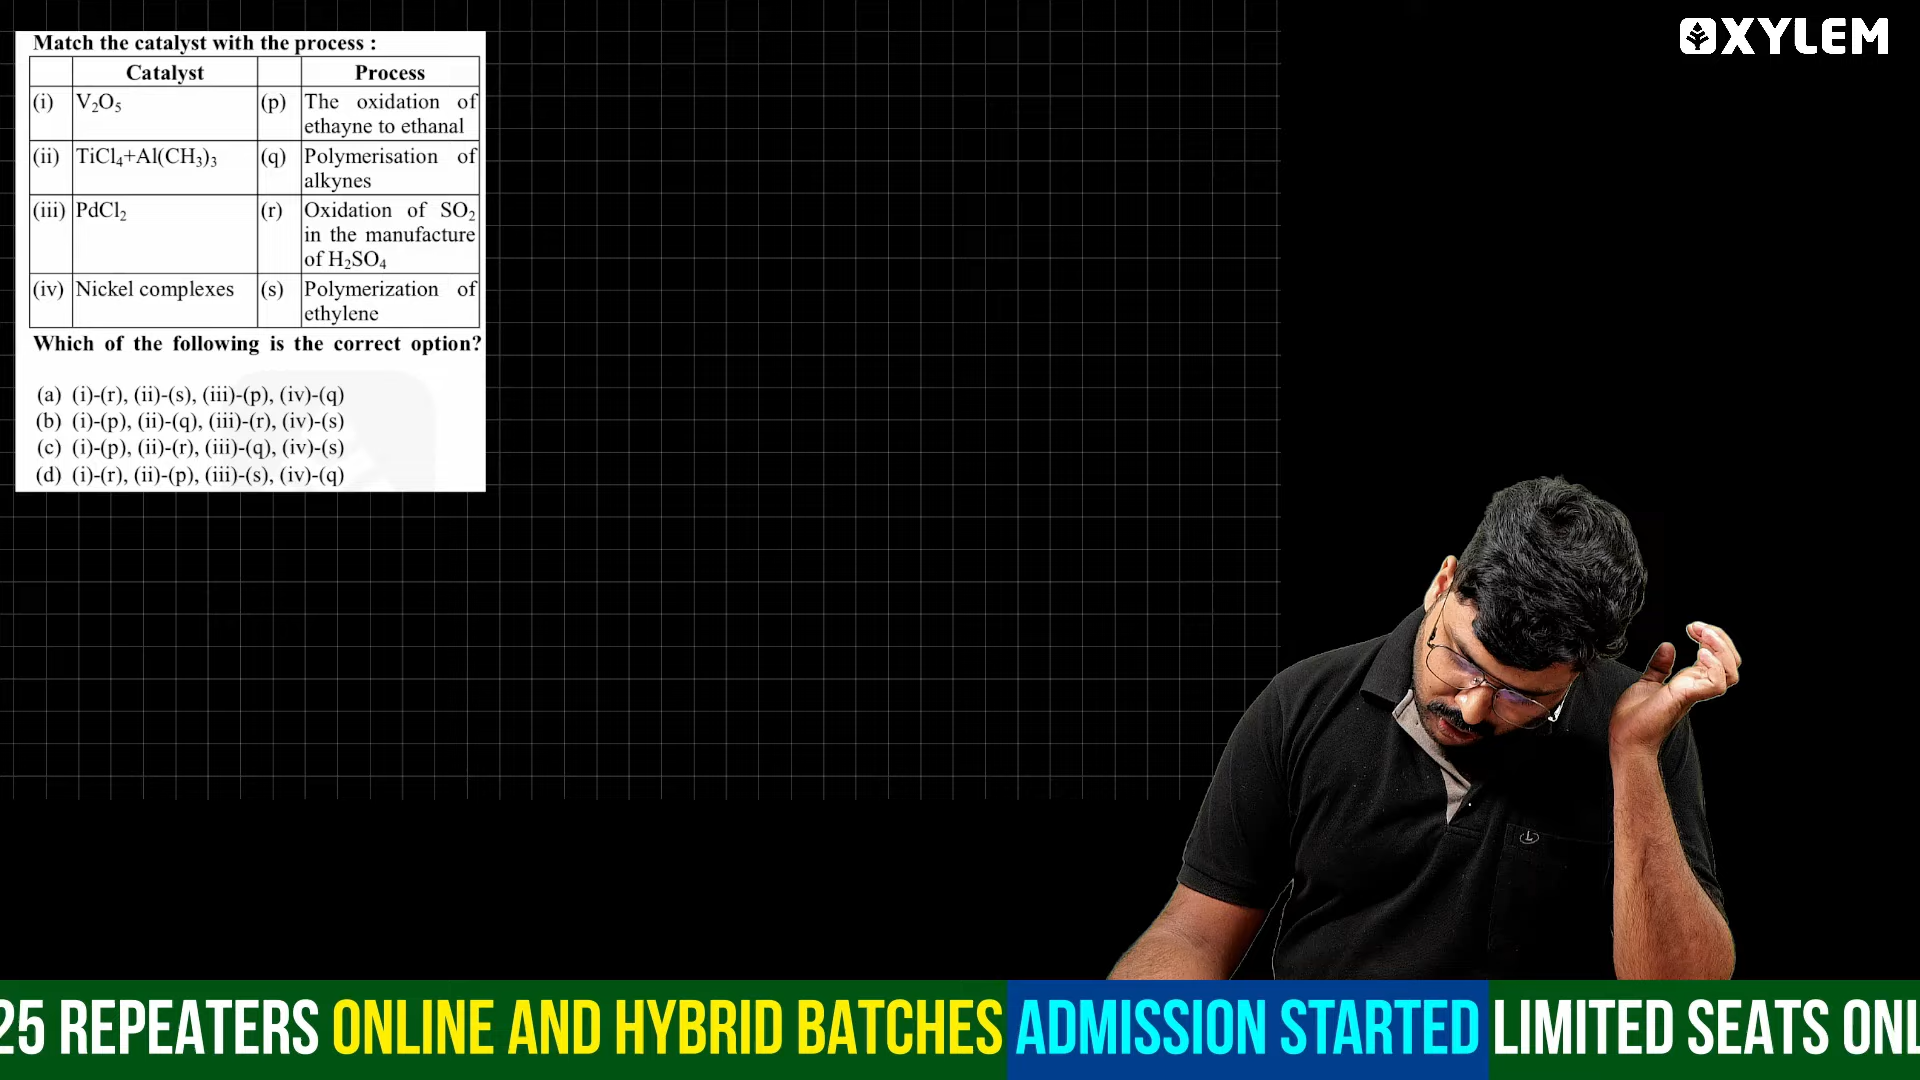 Match the catalyst with the process :
Catalyst Process
(i) V₂O₅ (p) The oxidation of
ethayne to ethanal
(ii) TiCl₄+Al(CH₃)₃ (q) Polymerisation of
alkynes
(iii) PdCl₂ (r) Oxidation of SO₂
in the manufacture
of H₂SO₄
(iv) Nickel complexes (s) Polymerization of
ethylene
Which of the following is the correct option?
(a) (i)-(r), (ii)-(s), (iii)-(p), (iv)-(q)
(b) (i)-(p), (ii)-(q), (iii)-(r), (iv)-(s)
(c) (i)-(p), (ii)-(r), (iii)-(q), (iv)-(s)
(d) (i)-(r), (ii)-(p), (iii)-(s), (iv)-(q)
XYLEM
25 REPEATERS ONLINE AND HYBRID BATCHES ADMISSION STARTED LIMITED SEATS ONL